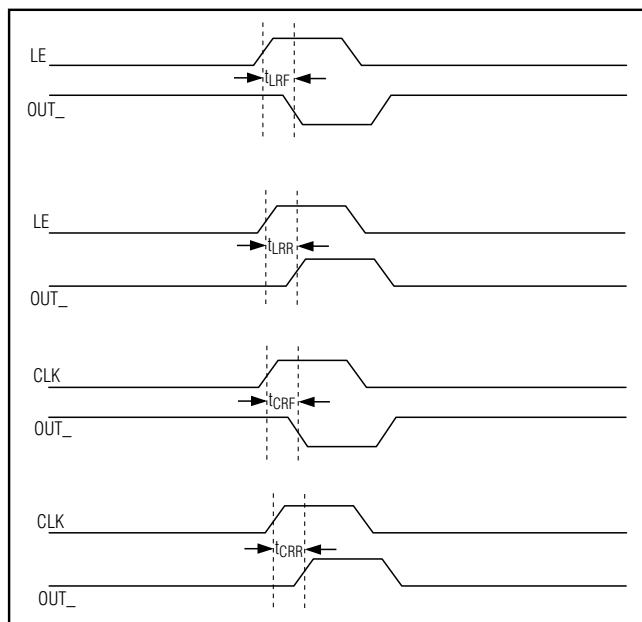 LE
tLRF
OUT_
LE
tLRR
OUT_
CLK
tCRF
OUT_
CLK
tCRR
OUT_